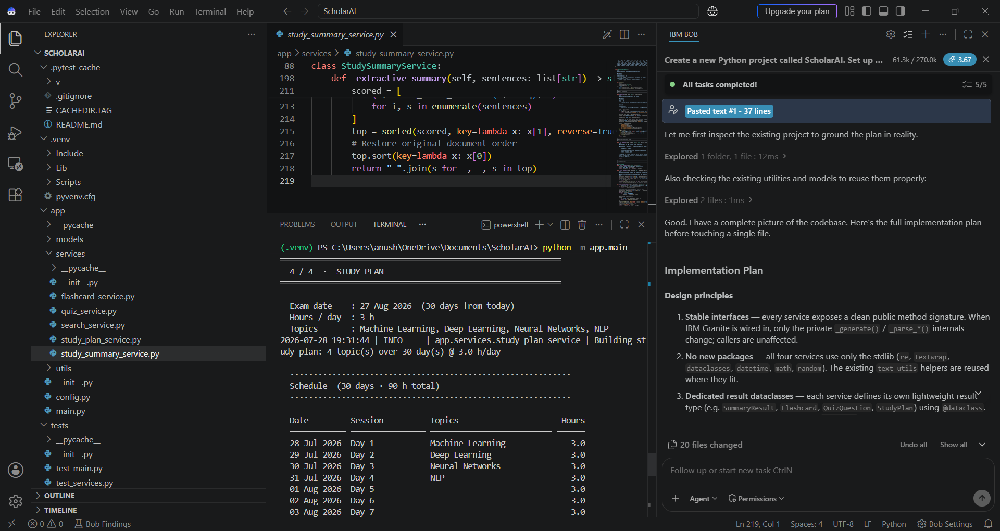 File Edit Selection View Go Run Terminal Help
ScholarAI
Upgrade your plan
EXPLORER
SCHOLARAI
.pytest_cache
v
.gitignore
CACHEDIR.TAG
README.md
.venv
Include
Lib
Scripts
pyvenv.cfg
app
__pycache__
models
services
__pycache__
__init__.py
flashcard_service.py
quiz_service.py
search_service.py
study_plan_service.py
study_summary_service.py
utils
__init__.py
config.py
main.py
tests
__pycache__
__init__.py
test_main.py
test_services.py
OUTLINE
TIMELINE
study_summary_service.py
app > services > study_summary_service.py
88 class StudySummaryService:
198 def _extractive_summary(self, sentences: list[str]) -> s
211 scored = [
213 for i, s in enumerate(sentences)
214 ]
215 top = sorted(scored, key=lambda x: x[1], reverse=Tru
216 # Restore original document order
217 top.sort(key=lambda x: x[0])
218 return " ".join(s for _, _, s in top)
219
PROBLEMS OUTPUT TERMINAL
powershell
(.venv) PS C:\Users\anush\OneDrive\Documents\ScholarAI> python -m app.main
4 / 4 · STUDY PLAN
Exam date : 27 Aug 2026 (30 days from today)
Hours / day : 3 h
Topics : Machine Learning, Deep Learning, Neural Networks, NLP
2026-07-28 19:31:44 | INFO | app.services.study_plan_service | Building st
udy plan: 4 topic(s) over 30 day(s) @ 3.0 h/day
Schedule (30 days · 90 h total)
Date Session Topics Hours
28 Jul 2026 Day 1 Machine Learning 3.0
29 Jul 2026 Day 2 Deep Learning 3.0
30 Jul 2026 Day 3 Neural Networks 3.0
31 Jul 2026 Day 4 NLP 3.0
01 Aug 2026 Day 5 3.0
02 Aug 2026 Day 6 3.0
03 Aug 2026 Day 7 3.0
IBM BOB
Create a new Python project called ScholarAI. Set up ... 61.3k / 270.0k 3.67
All tasks completed! 5/5
Pasted text #1 - 37 lines
Let me first inspect the existing project to ground the plan in reality.
Explored 1 folder, 1 file : 12ms >
Also checking the existing utilities and models to reuse them properly:
Explored 2 files : 1ms >
Good. I have a complete picture of the codebase. Here's the full implementation plan
before touching a single file.
Implementation Plan
Design principles
1. Stable interfaces — every service exposes a clean public method signature. When
IBM Granite is wired in, only the private _generate() / _parse_*() internals
change; callers are unaffected.
2. No new packages — all four services use only the stdlib (re, textwrap,
dataclasses, datetime, math, random). The existing text_utils helpers are reused
where they fit.
3. Dedicated result dataclasses — each service defines its own lightweight result
type (e.g. SummaryResult, Flashcard, QuizQuestion, StudyPlan) using @dataclass.
20 files changed Undo all Show all
Follow up or start new task CtrlN
Agent Permissions
0 0 Bob Findings
Ln 219, Col 1 Spaces: 4 UTF-8 LF Python Bob Settings